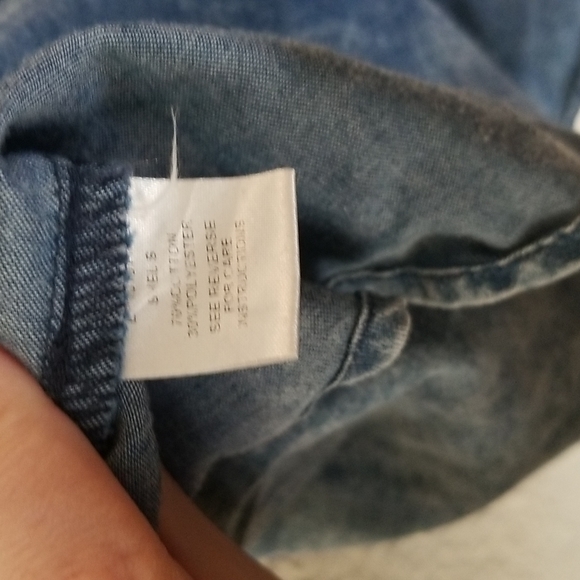 70% COTTON
30% POLYESTER
SEE REVERSE
FOR CARE
INSTRUCTIONS